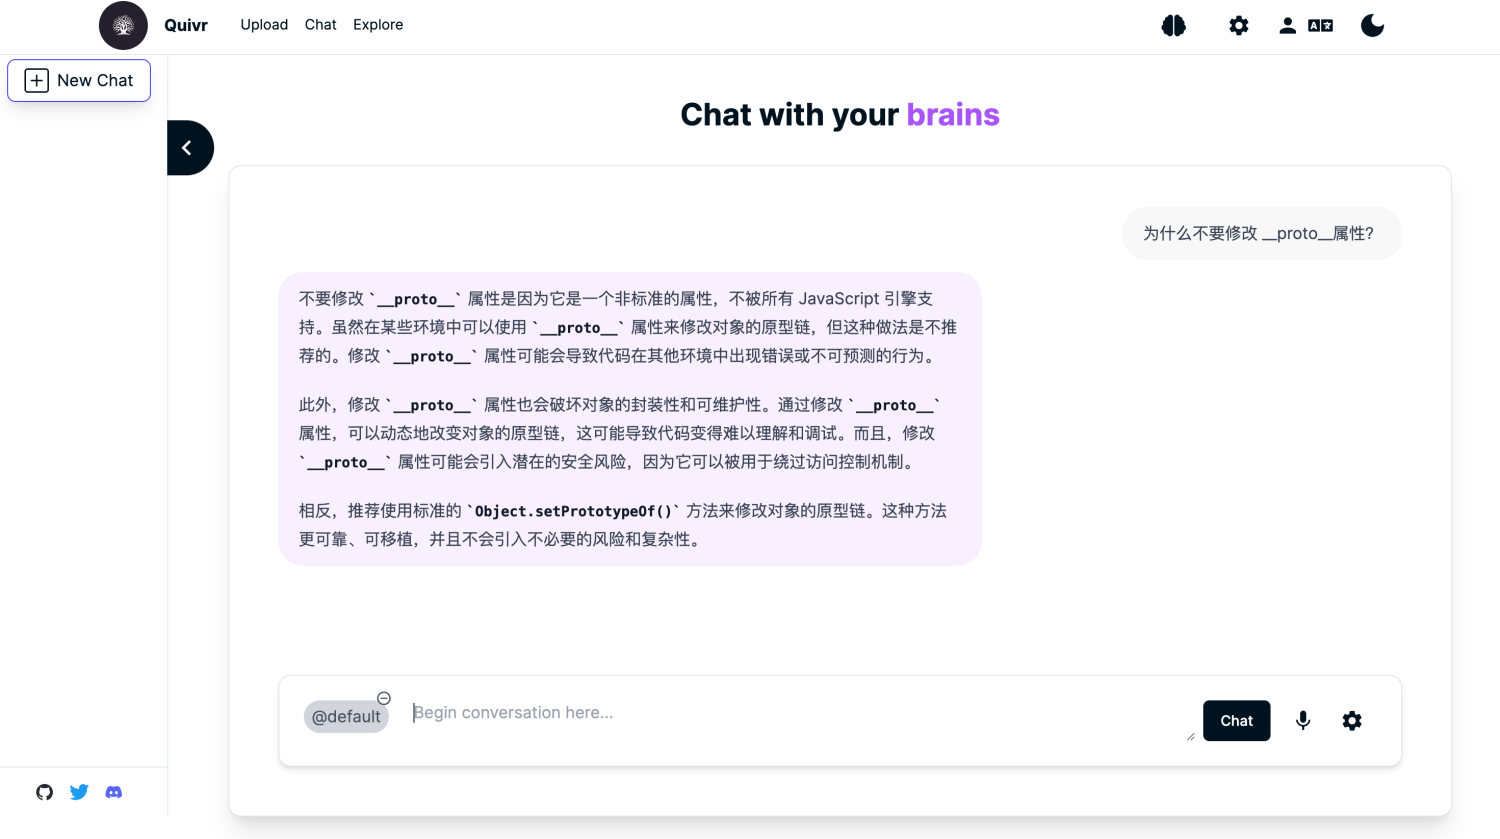 Quivr Upload Chat Explore
New Chat
Chat with your brains
为什么不要修改 __proto__属性?
不要修改 `__proto__` 属性是因为它是一个非标准的属性，不被所有 JavaScript 引擎支
持。虽然在某些环境中可以使用 `__proto__` 属性来修改对象的原型链，但这种做法是不推
荐的。修改 `__proto__` 属性可能会导致代码在其他环境中出现错误或不可预测的行为。
此外，修改 `__proto__` 属性也会破坏对象的封装性和可维护性。通过修改 `__proto__`
属性，可以动态地改变对象的原型链，这可能导致代码变得难以理解和调试。而且，修改
`__proto__` 属性可能会引入潜在的安全风险，因为它可以被用于绕过访问控制机制。
相反，推荐使用标准的 `Object.setPrototypeOf()` 方法来修改对象的原型链。这种方法
更可靠、可移植，并且不会引入不必要的风险和复杂性。
@default Begin conversation here... Chat